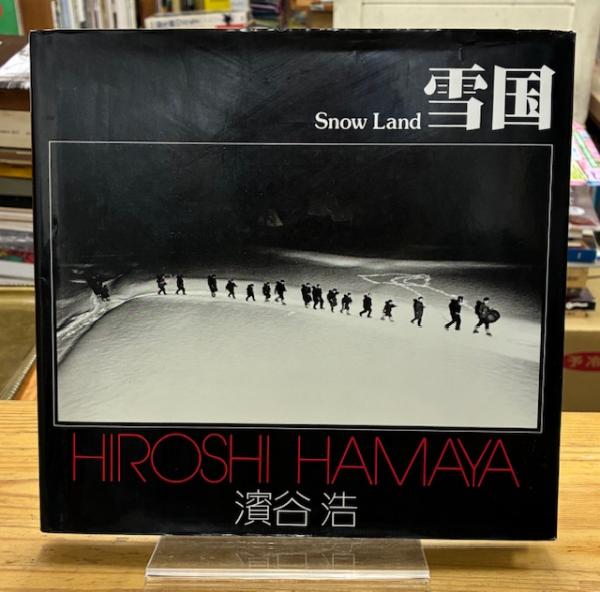 Snow Land 雪国
HIROSHI HAMAYA
濱谷 浩